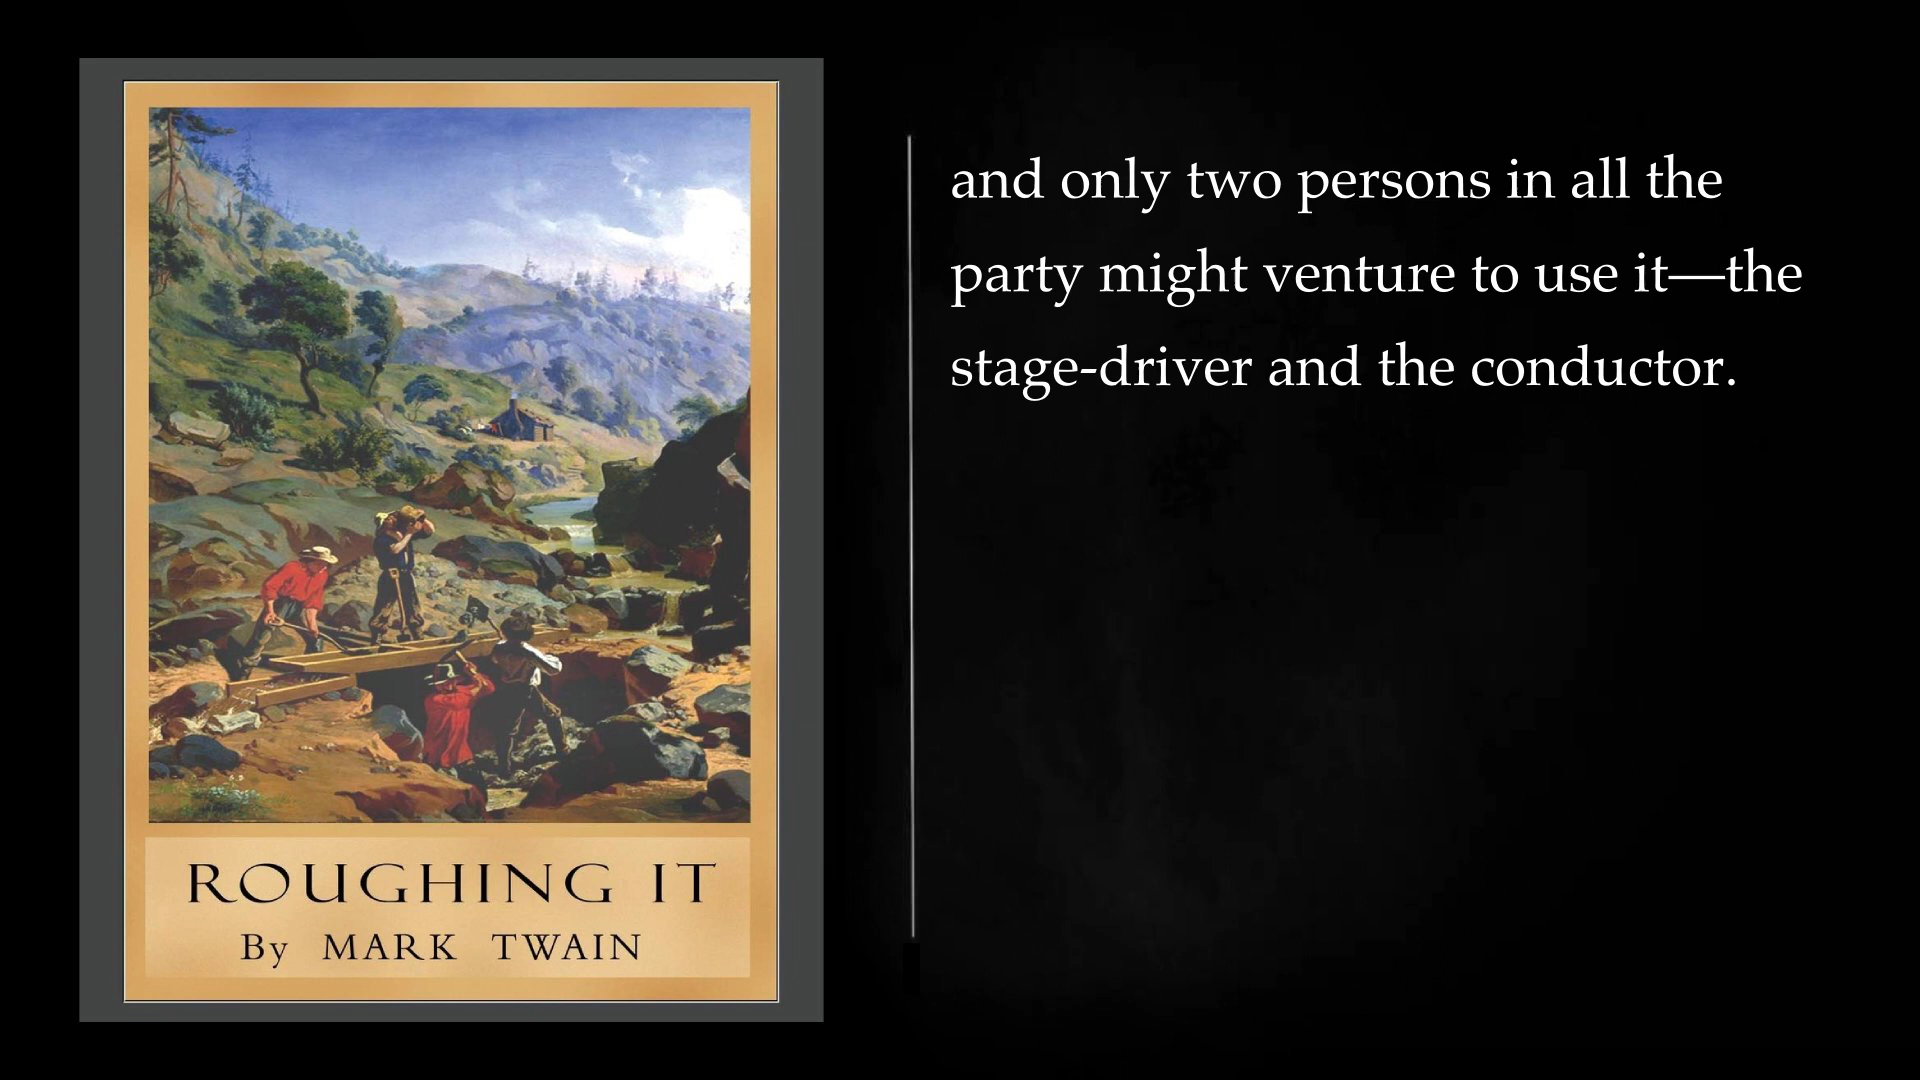 ROUGHING IT
By MARK TWAIN
and only two persons in all the
party might venture to use it—the
stage-driver and the conductor.